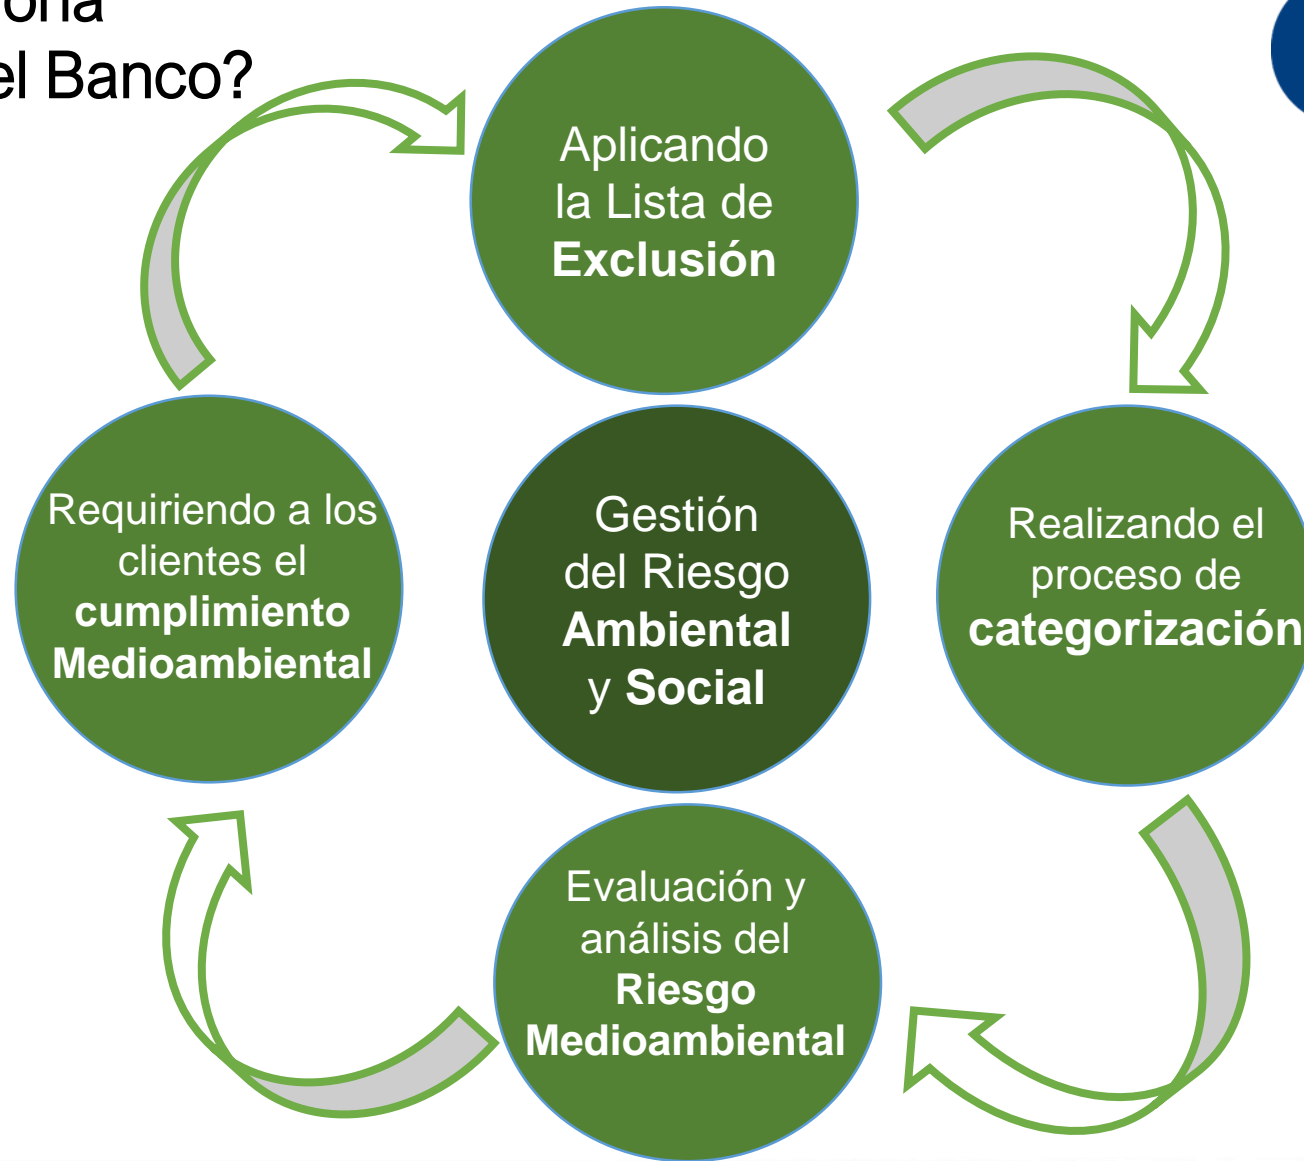 el Banco?
Aplicando
la Lista de
Exclusión
Realizando el
proceso de
categorización
Evaluación y
análisis del
Riesgo
Medioambiental
Requiriendo a los
clientes el
cumplimiento
Medioambiental
Gestión
del Riesgo
Ambiental
y Social